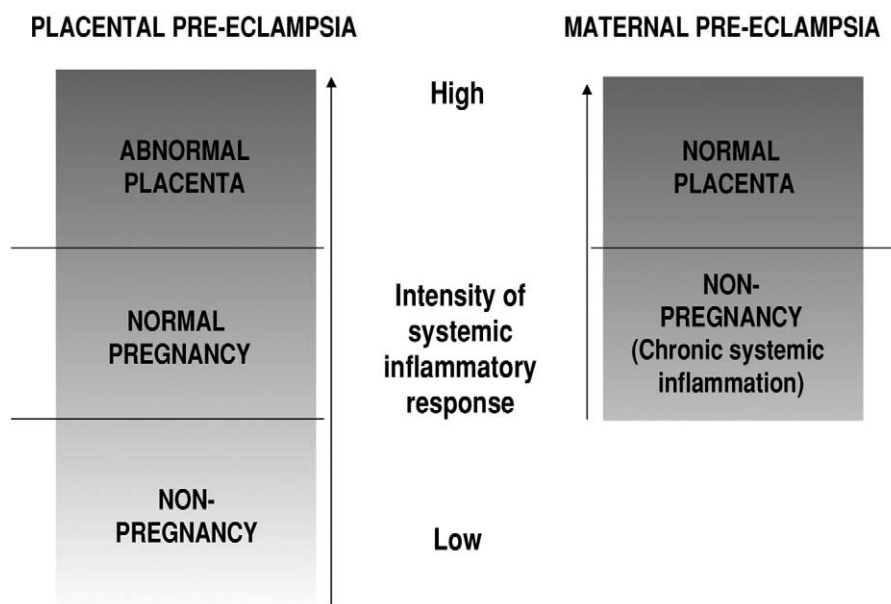 PLACENTAL PRE-ECLAMPSIA
ABNORMAL
PLACENTA
NORMAL
PREGNANCY
NON-
PREGNANCY
High
Intensity of
systemic
inflammatory
response
Low
MATERNAL PRE-ECLAMPSIA
NORMAL
PLACENTA
NON-
PREGNANCY
(Chronic systemic
inflammation)